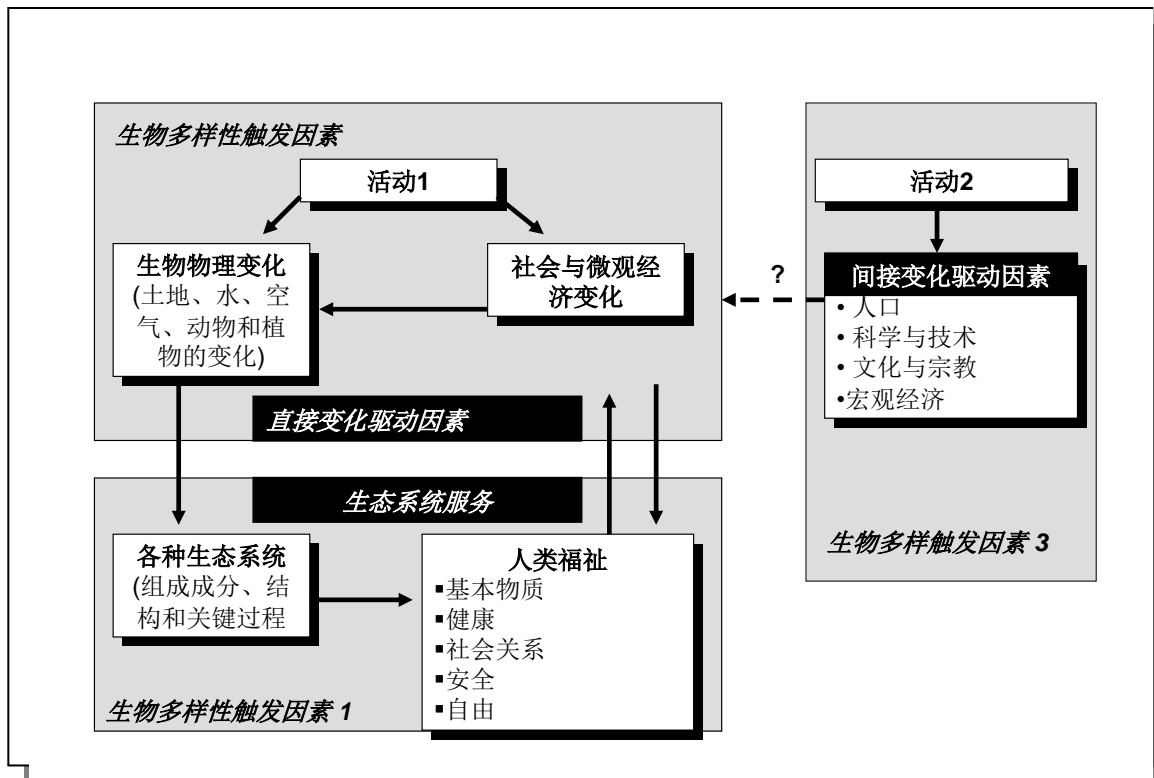 生物多样性触发因素
活动1
生物物理变化
(土地、水、空
气、动物和植
物的变化)
社会与微观经
济变化
直接变化驱动因素
生态系统服务
各种生态系统
(组成成分、结
构和关键过程
人类福祉
▪基本物质
▪健康
▪社会关系
▪安全
▪自由
生物多样性触发因素 1
?
活动2
间接变化驱动因素
• 人口
• 科学与技术
• 文化与宗教
•宏观经济
生物多样触发因素 3